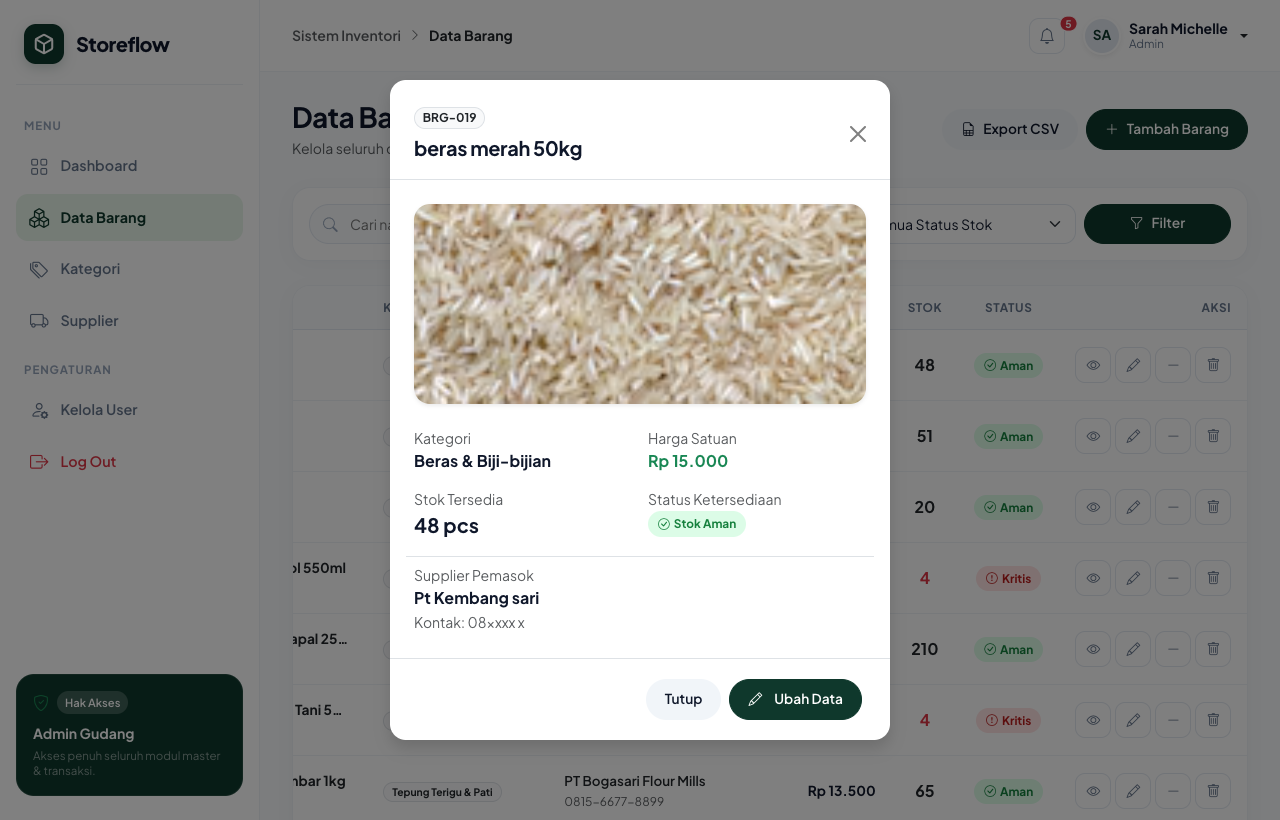 Storeflow
Sistem Inventori > Data Barang
5
SA
Sarah Michelle
Admin
MENU
Dashboard
Data Barang
Kategori
Supplier
PENGATURAN
Kelola User
Log Out
Hak Akses
Admin Gudang
Akses penuh seluruh modul master
& transaksi.
Data Ba
Kelola seluruh
Export CSV
+ Tambah Barang
Cari na
mua Status Stok
Filter
K
STOK
STATUS
AKSI
48
Aman
51
Aman
20
Aman
ol 550ml
4
Kritis
apal 25...
210
Aman
Tani 5...
4
Kritis
mbar 1kg
Tepung Terigu & Pati
PT Bogasari Flour Mills
0815-6677-8899
Rp 13.500
65
Aman
BRG-019
beras merah 50kg
Kategori
Beras & Biji-bijian
Harga Satuan
Rp 15.000
Stok Tersedia
48 pcs
Status Ketersediaan
Stok Aman
Supplier Pemasok
Pt Kembang sari
Kontak: 08xxxx x
Tutup
Ubah Data